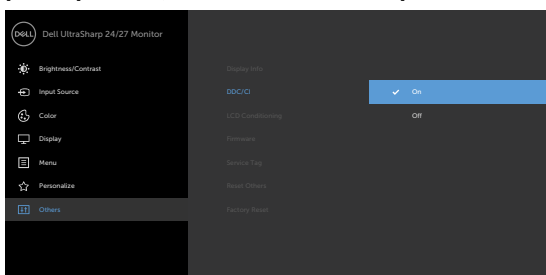 DELL
Dell UltraSharp 24/27 Monitor
Brightness/Contrast
Input Source
Color
Display
Menu
Personalize
Others
Display Info
DDC/CI
LCD Conditioning
Firmware
Service Tag
Reset Others
Factory Reset
On
Off